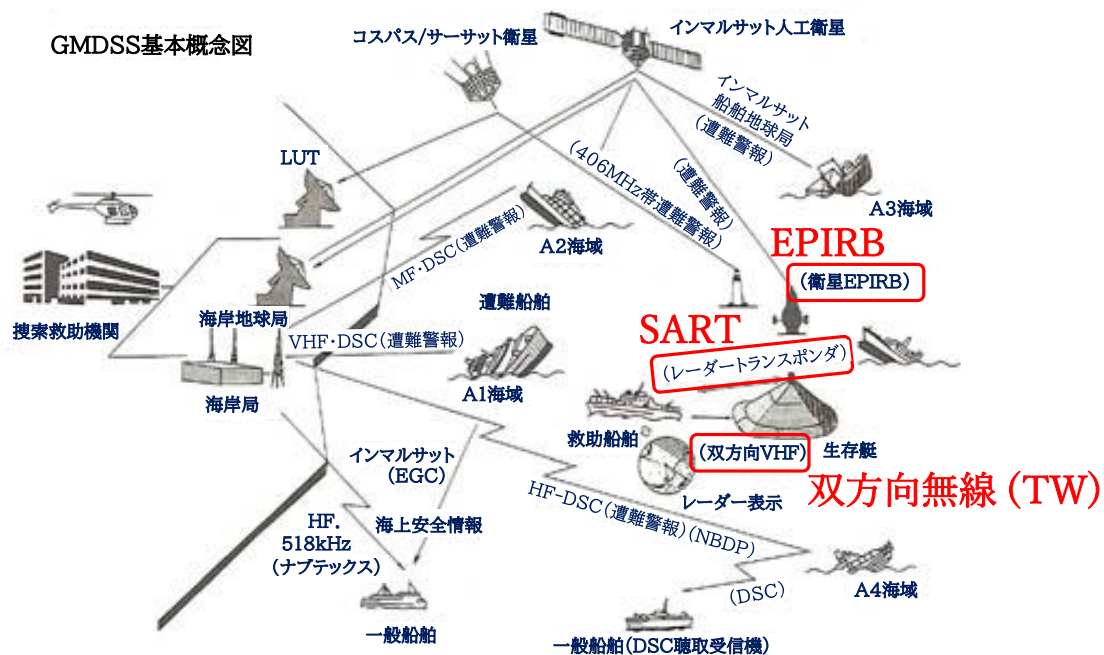 GMDSS基本概念図
コスパス/サーサット衛星
インマルサット人工衛星
インマルサット
船舶地球局
(遭難警報)
LUT
(406MHz帯遭難警報)
(遭難警報)
A3海域
MF・DSC(遭難警報)
A2海域
EPIRB
(衛星EPIRB)
捜索救助機関
海岸地球局
遭難船舶
SART
VHF・DSC(遭難警報)
(レーダートランスポンダ)
海岸局
A1海域
救助船舶
(双方向VHF)
生存艇
インマルサット
(EGC)
レーダー表示
双方向無線 (TW)
HF-DSC(遭難警報)(NBDP)
HF.
518kHz
(ナブテックス)
海上安全情報
(DSC)
A4海域
一般船舶
一般船舶(DSC聴取受信機)